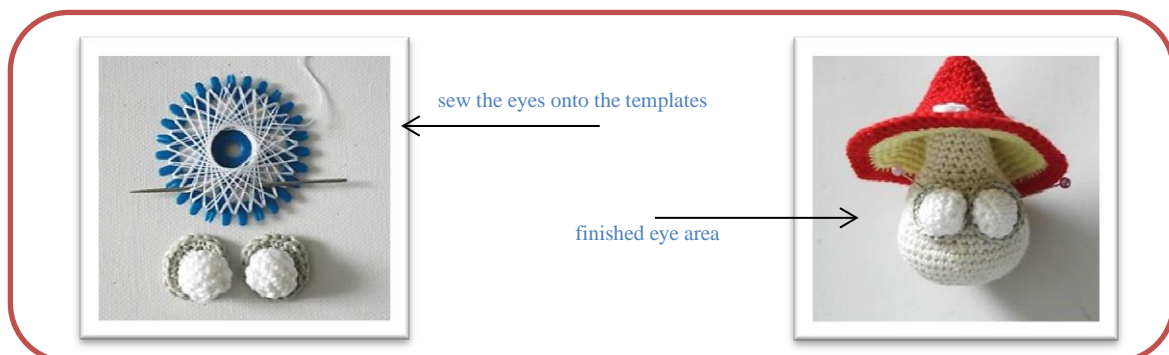 sew the eyes onto the templates
finished eye area